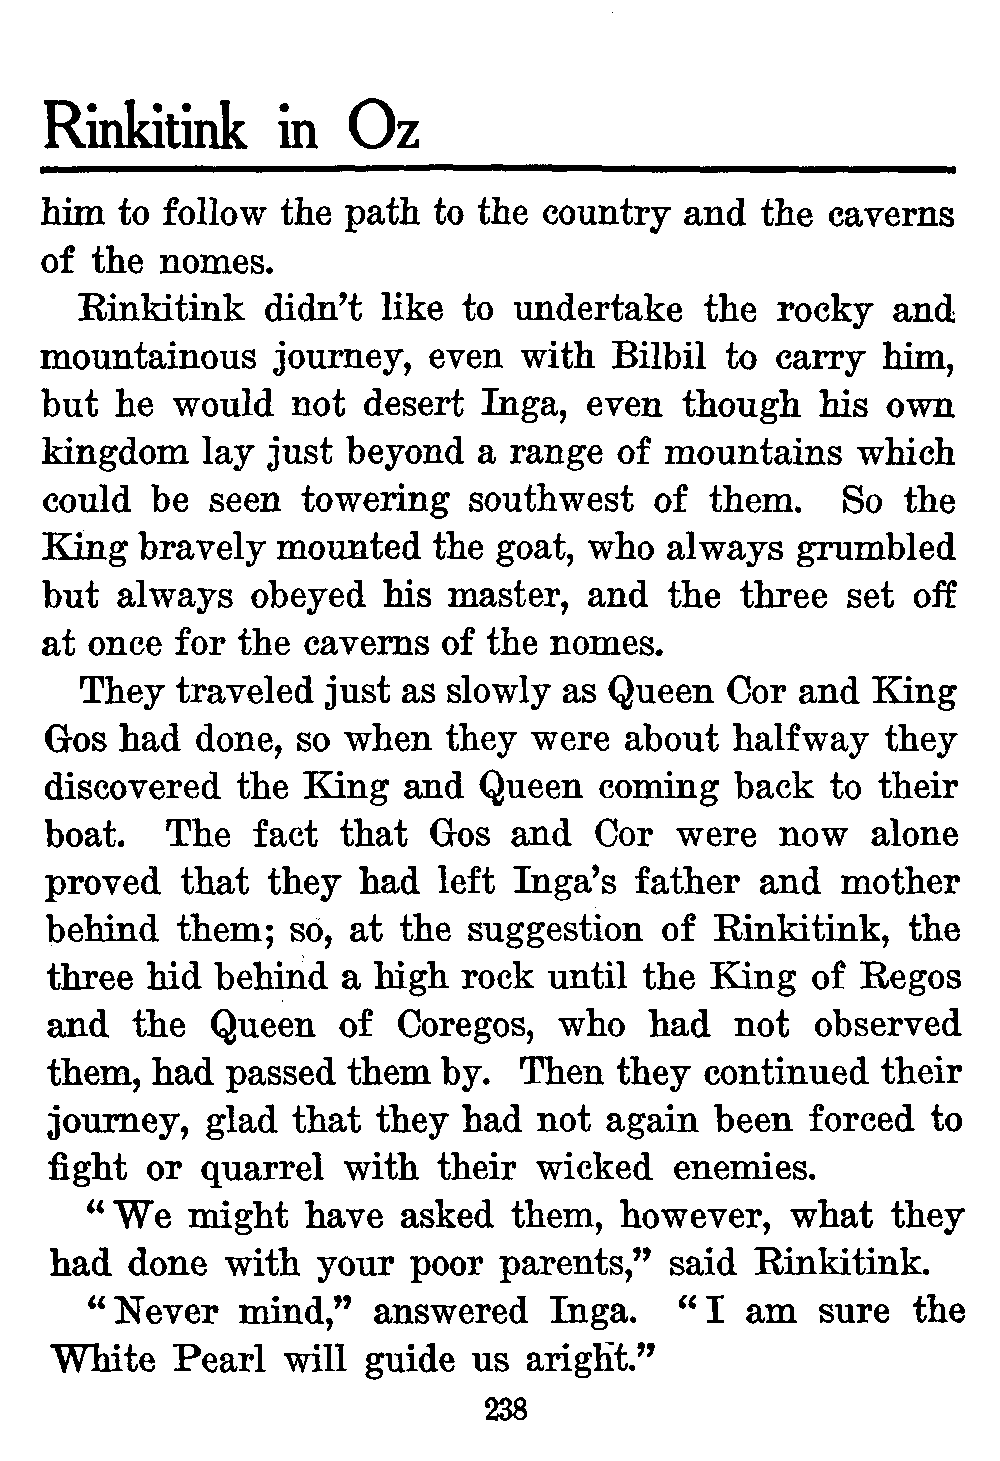 Rinkitink in Oz
him to follow the path to the country and the caverns
of the nomes.
Rinkitink didn't like to undertake the rocky and
mountainous journey, even with Bilbil to carry him,
but he would not desert Inga, even though his own
kingdom lay just beyond a range of mountains which
could be seen towering southwest of them. So the
King bravely mounted the goat, who always grumbled
but always obeyed his master, and the three set off
at once for the caverns of the nomes.
They traveled just as slowly as Queen Cor and King
Gos had done, so when they were about halfway they
discovered the King and Queen coming back to their
boat. The fact that Gos and Cor were now alone
proved that they had left Inga's father and mother
behind them; so, at the suggestion of Rinkitink, the
three hid behind a high rock until the King of Regos
and the Queen of Coregos, who had not observed
them, had passed them by. Then they continued their
journey, glad that they had not again been forced to
fight or quarrel with their wicked enemies.
"We might have asked them, however, what they
had done with your poor parents," said Rinkitink.
"Never mind," answered Inga. "I am sure the
White Pearl will guide us aright."
238